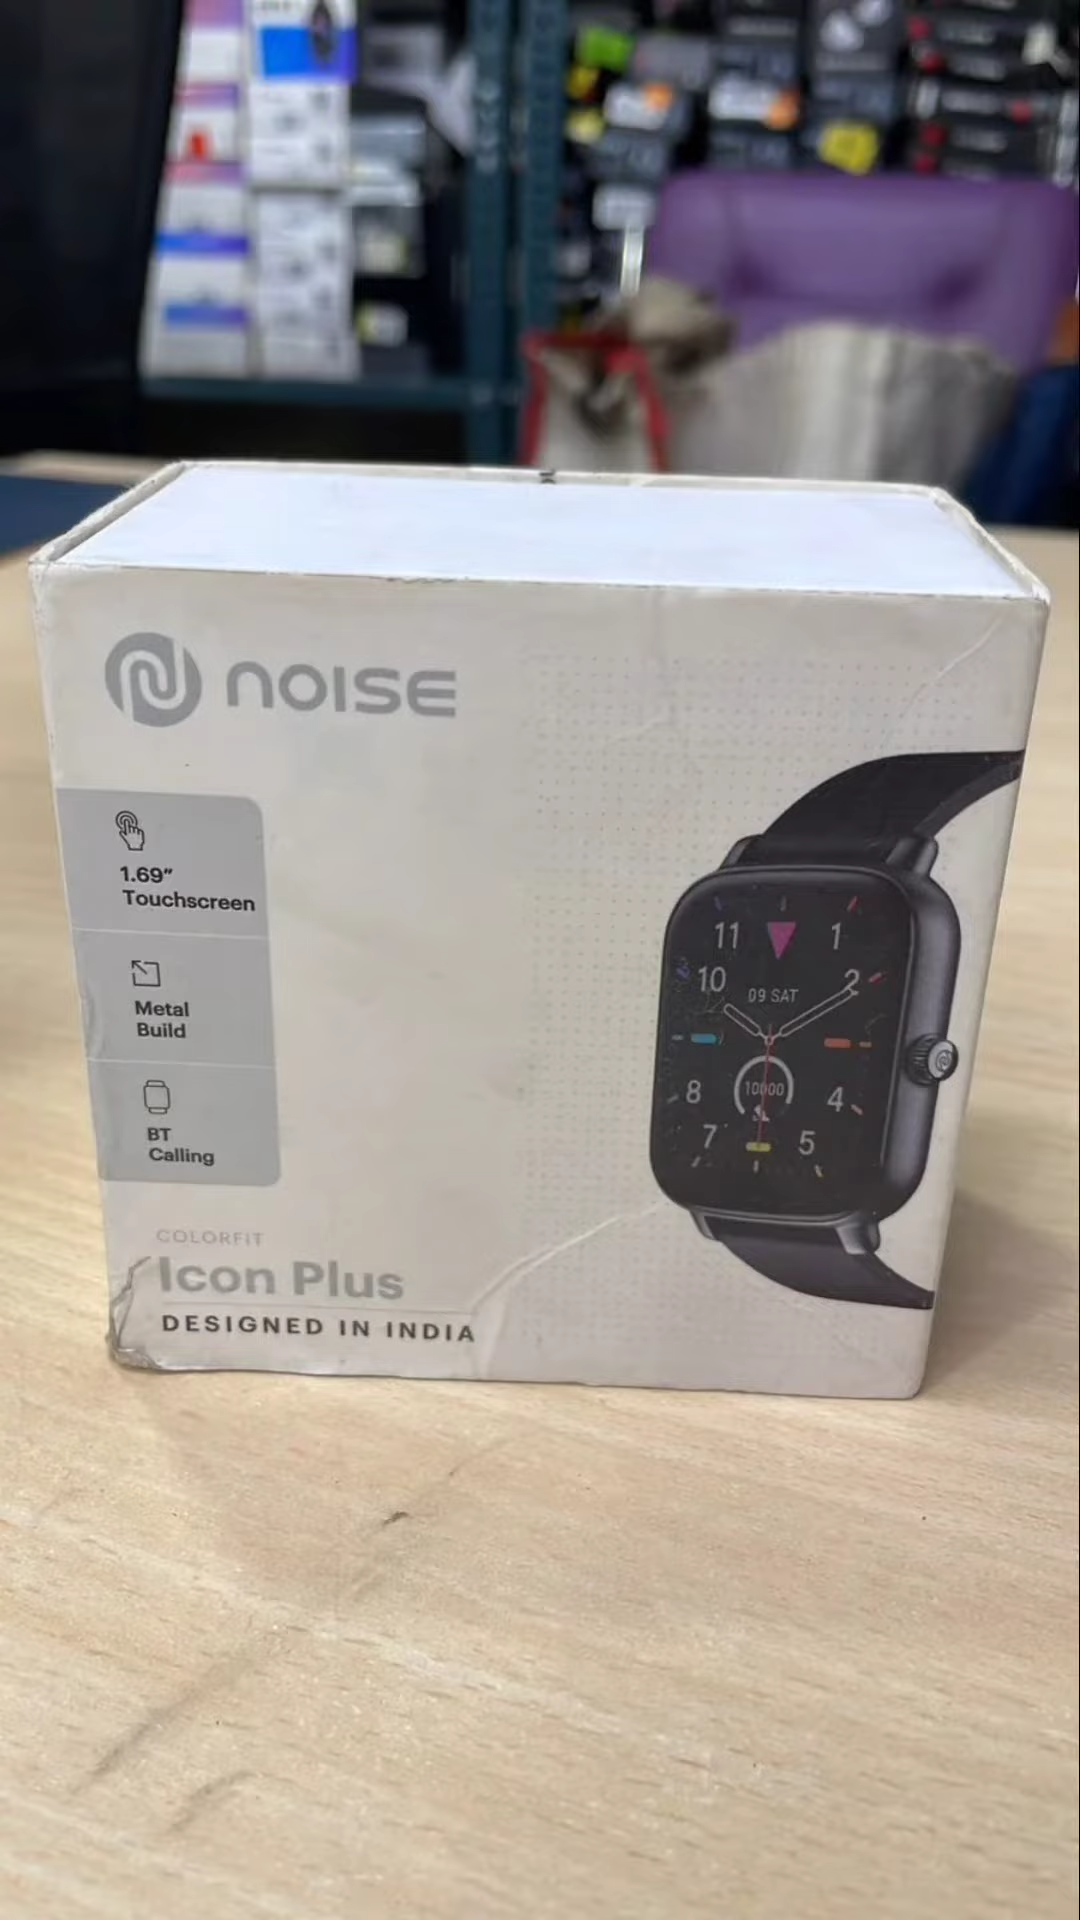 NOISE
1.69"
Touchscreen
Metal
Build
BT
Calling
COLORFIT
Icon Plus
DESIGNED IN INDIA
11
1
10
2
09 SAT
10000
8
4
7
5